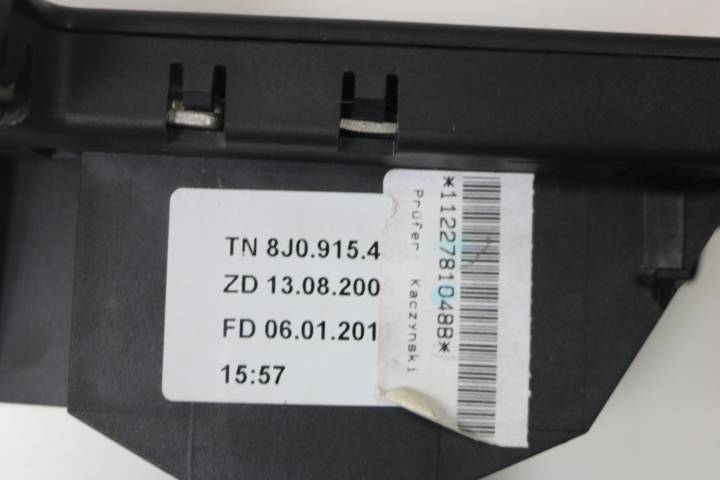 TN 8J0.915.4
ZD 13.08.200
FD 06.01.201
15:57
Prüfer: Kaczynski
*1122781048B*